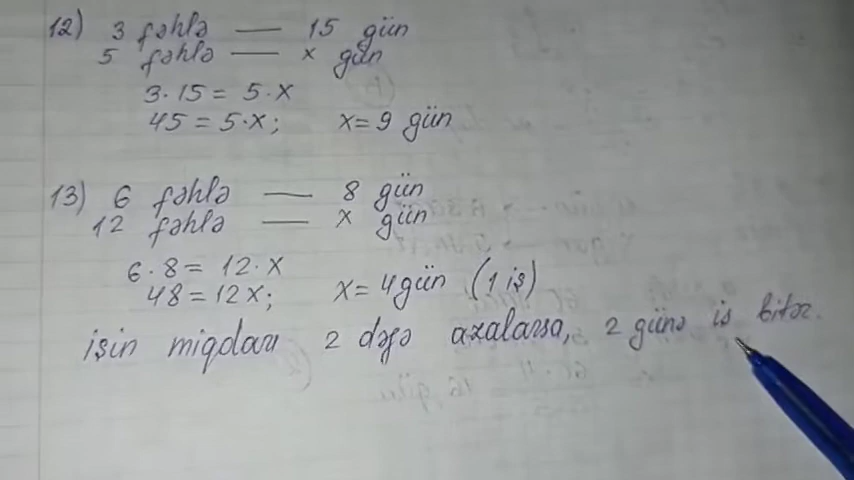 12) 3 fəhlə — 15 gün
5 fəhlə — x gün
3·15 = 5·x
45 = 5·x; x=9 gün
13) 6 fəhlə — 8 gün
12 fəhlə — x gün
6·8 = 12·x
48 = 12x; x= 4 gün (1 iş)
işin miqdarı 2 dəfə azalarsa, 2 günə iş bitər.